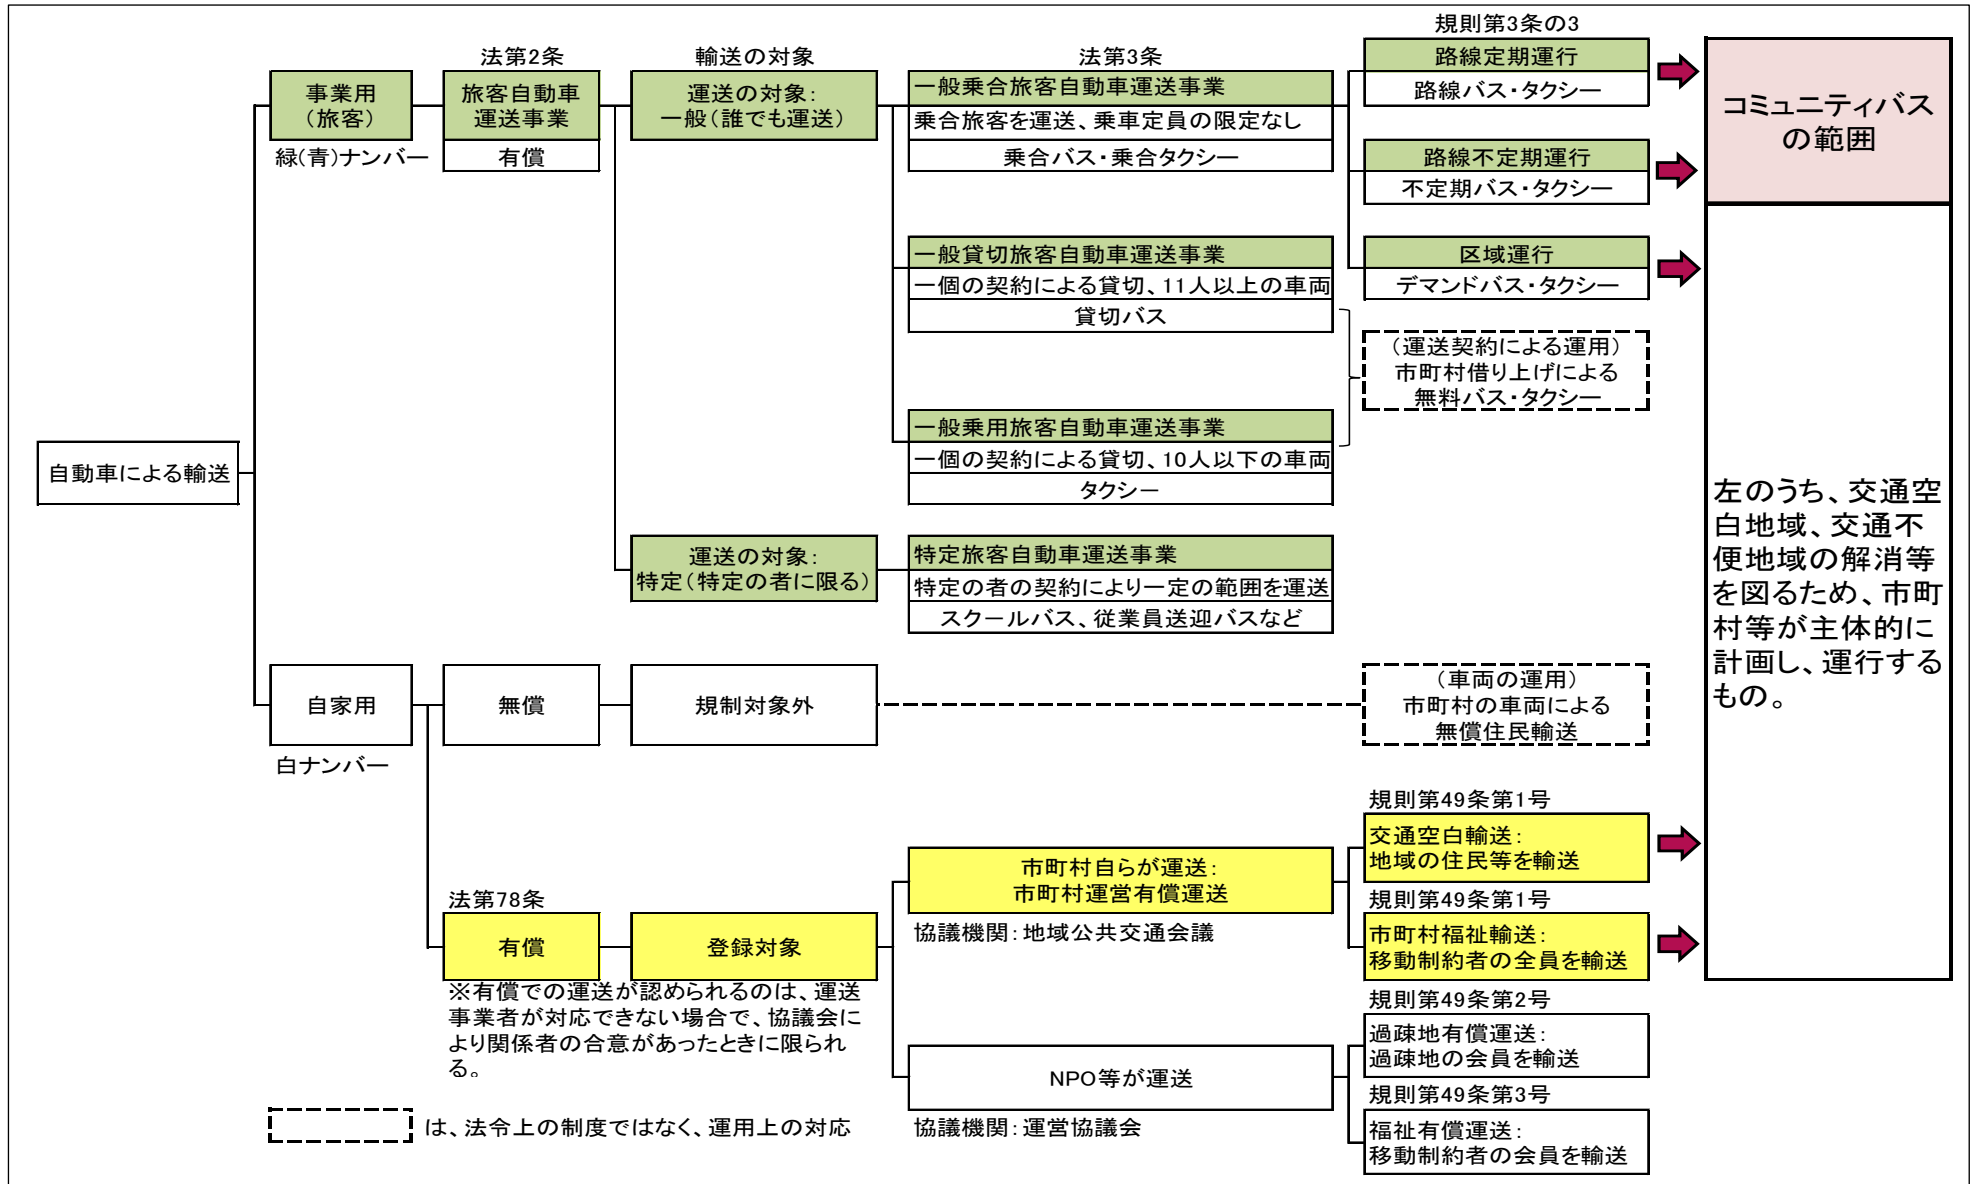 規則第3条の3
法第2条
輸送の対象
法第3条
自動車による輸送
事業用
(旅客)
緑(青)ナンバー
旅客自動車
運送事業
有償
運送の対象:
一般(誰でも運送)
一般乗合旅客自動車運送事業
乗合旅客を運送、乗車定員の限定なし
乗合バス・乗合タクシー
路線定期運行
路線バス・タクシー
路線不定期運行
不定期バス・タクシー
区域運行
デマンドバス・タクシー
一般貸切旅客自動車運送事業
一個の契約による貸切、11人以上の車両
貸切バス
(運送契約による運用)
市町村借り上げによる
無料バス・タクシー
一般乗用旅客自動車運送事業
一個の契約による貸切、10人以下の車両
タクシー
運送の対象:
特定(特定の者に限る)
特定旅客自動車運送事業
特定の者の契約により一定の範囲を運送
スクールバス、従業員送迎バスなど
自家用
白ナンバー
無償
規制対象外
(車両の運用)
市町村の車両による
無償住民輸送
法第78条
有償
登録対象
※有償での運送が認められるのは、運送
事業者が対応できない場合で、協議会に
より関係者の合意があったときに限られ
る。
市町村自らが運送:
市町村運営有償運送
協議機関:地域公共交通会議
規則第49条第1号
交通空白輸送:
地域の住民等を輸送
規則第49条第1号
市町村福祉輸送:
移動制約者の全員を輸送
NPO等が運送
協議機関:運営協議会
規則第49条第2号
過疎地有償運送:
過疎地の会員を輸送
規則第49条第3号
福祉有償運送:
移動制約者の会員を輸送
は、法令上の制度ではなく、運用上の対応
コミュニティバス
の範囲
左のうち、交通空
白地域、交通不
便地域の解消等
を図るため、市町
村等が主体的に
計画し、運行する
もの。